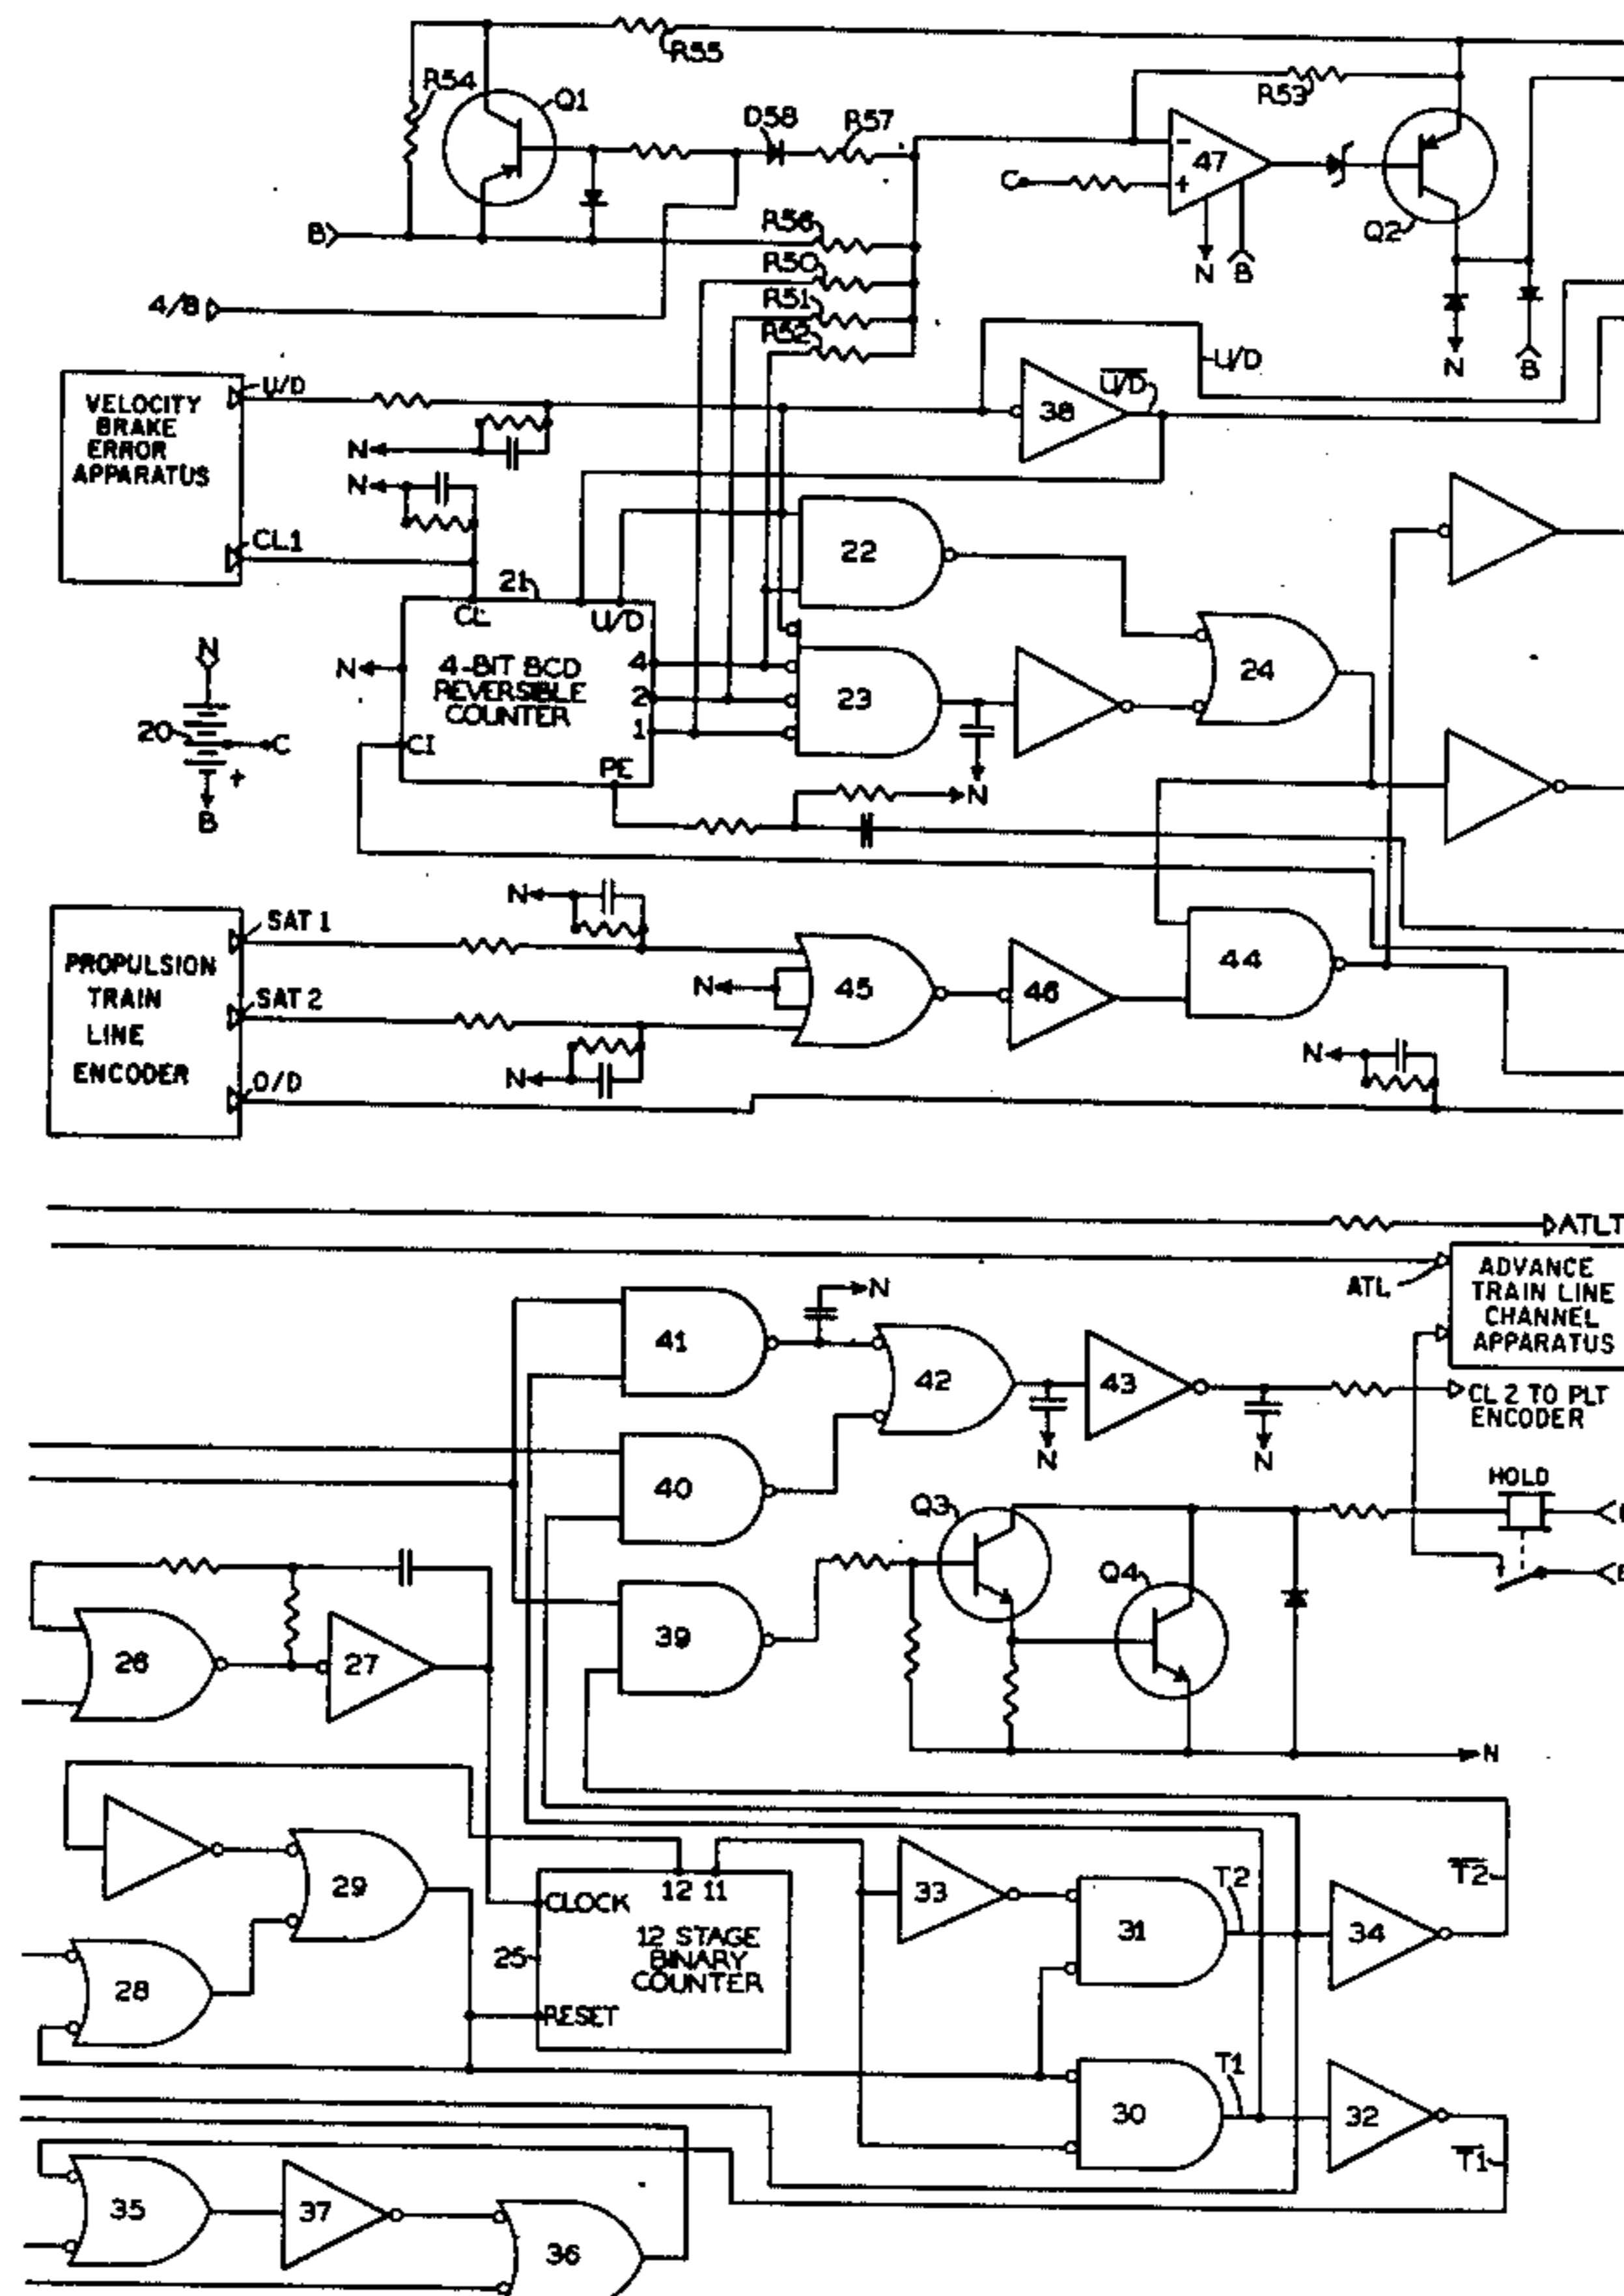 R55
R54
Q1
D58
R57
R53
47
-
+
C
Q2
B
R56
R50
R51
R52
N
B
4/8
N
B
U/D
U/D
VELOCITY
BRAKE
ERROR
APPARATUS
38
U/D
N
N
CL1
21
CL
U/D
22
N
N
4-BIT BCD
REVERSIBLE
COUNTER
4
2
1
23
24
20
C
CI
+
PE
N
N
B
N
SAT 1
PROPULSION
TRAIN
LINE
ENCODER
SAT 2
N
45
46
44
N
N
O/D
ATLT
ATL
ADVANCE
TRAIN LINE
CHANNEL
APPARATUS
N
41
42
43
CL 2 TO PLT
ENCODER
N
N
40
HOLD
Q3
Q4
39
26
27
N
29
CLOCK
12 11
33
T2
T2
25
12 STAGE
BINARY
COUNTER
31
34
28
RESET
T1
30
32
T1
35
37
36